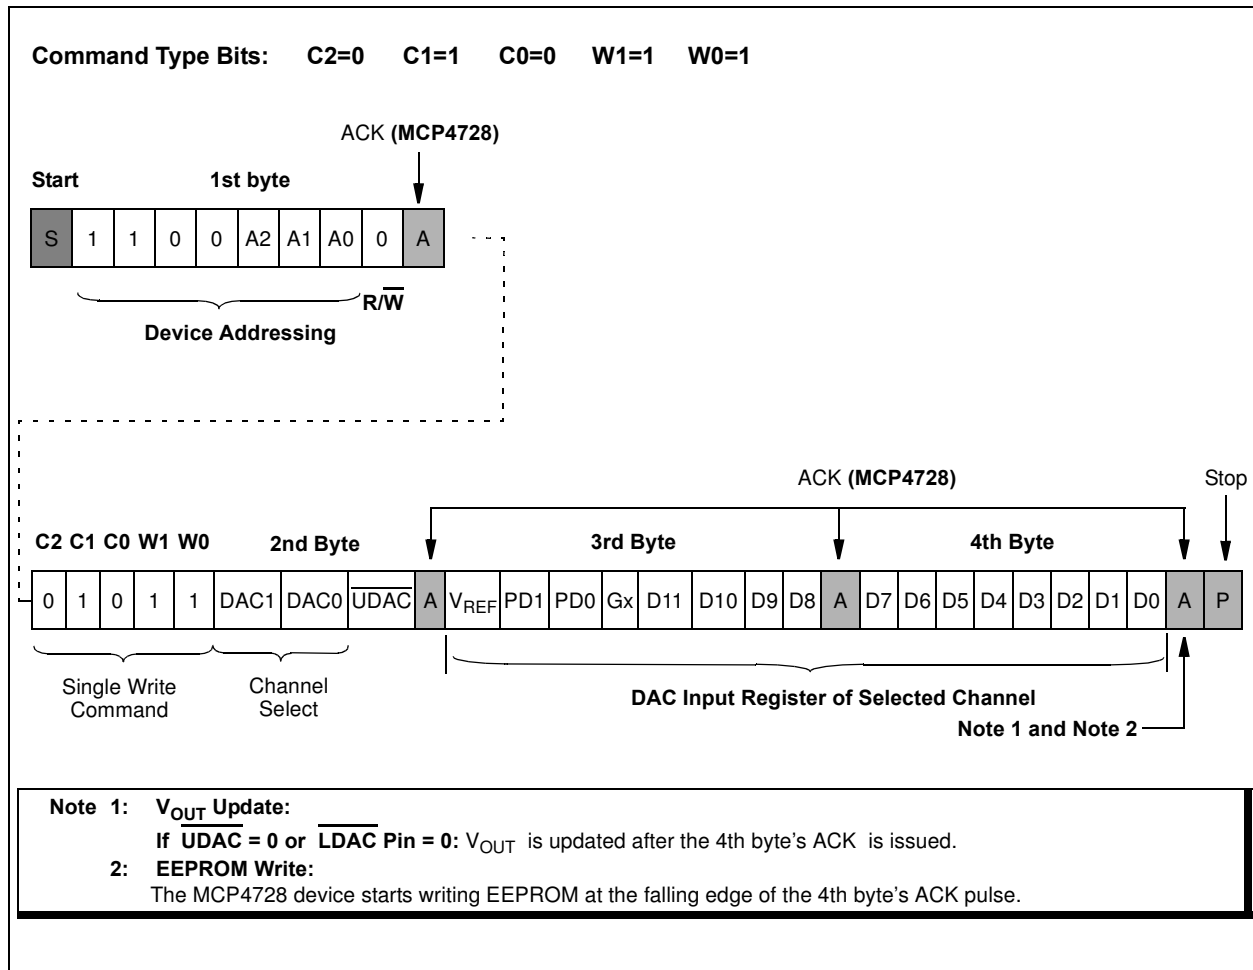 Command Type Bits: C2=0 C1=1 C0=0 W1=1 W0=1
ACK (MCP4728)
Start 1st byte
S 1 1 0 0 A2 A1 A0 0 A
R/W̅
Device Addressing
ACK (MCP4728) Stop
C2 C1 C0 W1 W0 2nd Byte 3rd Byte 4th Byte
0 1 0 1 1 DAC1 DAC0 U̅D̅A̅C̅ A VREF PD1 PD0 Gx D11 D10 D9 D8 A D7 D6 D5 D4 D3 D2 D1 D0 A P
Single Write
Command
Channel
Select
DAC Input Register of Selected Channel
Note 1 and Note 2
Note 1: VOUT Update:
If U̅D̅A̅C̅ = 0 or L̅D̅A̅C̅ Pin = 0: VOUT is updated after the 4th byte's ACK is issued.
2: EEPROM Write:
The MCP4728 device starts writing EEPROM at the falling edge of the 4th byte's ACK pulse.